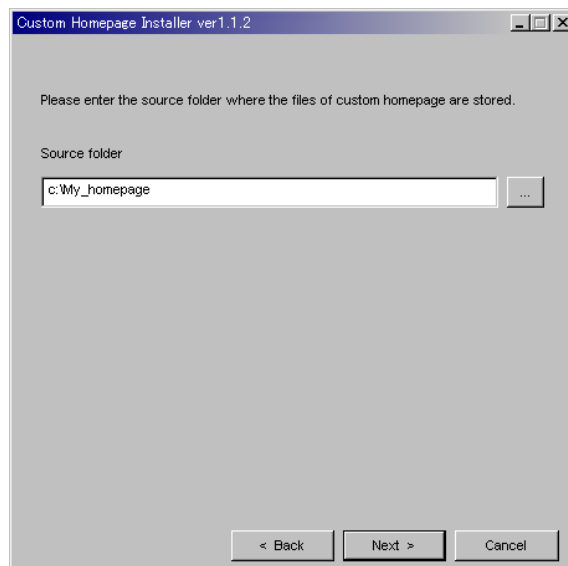 Custom Homepage Installer ver1.1.2
Please enter the source folder where the files of custom homepage are stored.
Source folder
c:\My_homepage
...
< Back
Next >
Cancel